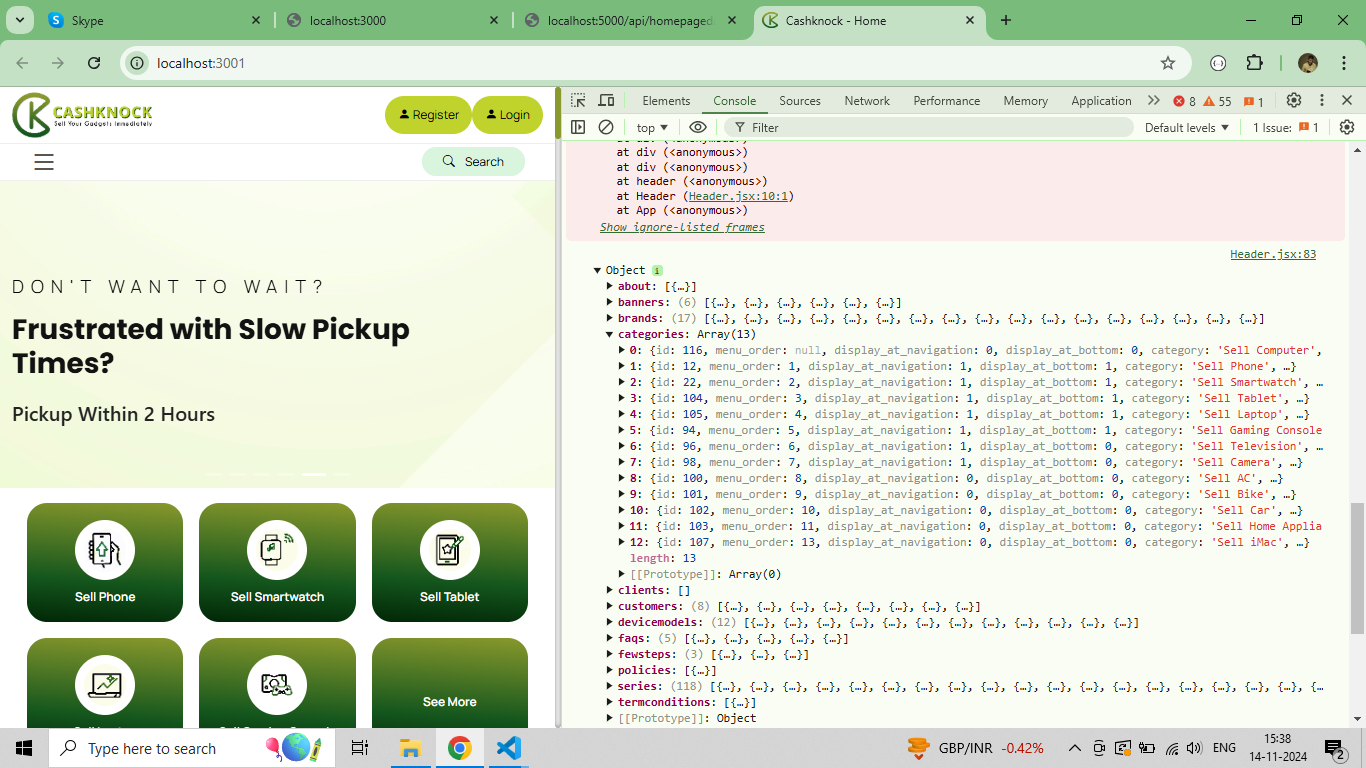 Skype
localhost:3000
localhost:5000/api/homepaged
Cashknock - Home
localhost:3001
CASHKNOCK
Sell Your Gadgets Immediately
Register
Login
Search
DON'T WANT TO WAIT?
Frustrated with Slow Pickup
Times?
Pickup Within 2 Hours
Sell Phone
Sell Smartwatch
Sell Tablet
See More
Elements
Console
Sources
Network
Performance
Memory
Application
8
55
1
top
Filter
Default levels
1 Issue:
1
at div (<anonymous>)
at div (<anonymous>)
at header (<anonymous>)
at Header (Header.jsx:10:1)
at App (<anonymous>)
Show ignore-listed frames
Header.jsx:83
Object i
about: [{…}]
banners: (6) [{…}, {…}, {…}, {…}, {…}, {…}]
brands: (17) [{…}, {…}, {…}, {…}, {…}, {…}, {…}, {…}, {…}, {…}, {…}, {…}, {…}, {…}, {…}, {…}, {…}]
categories: Array(13)
0: {id: 116, menu_order: null, display_at_navigation: 0, display_at_bottom: 0, category: 'Sell Computer',
1: {id: 12, menu_order: 1, display_at_navigation: 1, display_at_bottom: 1, category: 'Sell Phone', …}
2: {id: 22, menu_order: 2, display_at_navigation: 1, display_at_bottom: 1, category: 'Sell Smartwatch', …
3: {id: 104, menu_order: 3, display_at_navigation: 1, display_at_bottom: 1, category: 'Sell Tablet', …}
4: {id: 105, menu_order: 4, display_at_navigation: 1, display_at_bottom: 1, category: 'Sell Laptop', …}
5: {id: 94, menu_order: 5, display_at_navigation: 1, display_at_bottom: 1, category: 'Sell Gaming Console
6: {id: 96, menu_order: 6, display_at_navigation: 1, display_at_bottom: 0, category: 'Sell Television', …
7: {id: 98, menu_order: 7, display_at_navigation: 1, display_at_bottom: 0, category: 'Sell Camera', …}
8: {id: 100, menu_order: 8, display_at_navigation: 0, display_at_bottom: 0, category: 'Sell AC', …}
9: {id: 101, menu_order: 9, display_at_navigation: 0, display_at_bottom: 0, category: 'Sell Bike', …}
10: {id: 102, menu_order: 10, display_at_navigation: 0, display_at_bottom: 0, category: 'Sell Car', …}
11: {id: 103, menu_order: 11, display_at_navigation: 0, display_at_bottom: 0, category: 'Sell Home Applia
12: {id: 107, menu_order: 13, display_at_navigation: 0, display_at_bottom: 0, category: 'Sell iMac', …}
length: 13
[[Prototype]]: Array(0)
clients: []
customers: (8) [{…}, {…}, {…}, {…}, {…}, {…}, {…}, {…}]
devicemodels: (12) [{…}, {…}, {…}, {…}, {…}, {…}, {…}, {…}, {…}, {…}, {…}, {…}]
faqs: (5) [{…}, {…}, {…}, {…}, {…}]
fewsteps: (3) [{…}, {…}, {…}]
policies: [{…}]
series: (118) [{…}, {…}, {…}, {…}, {…}, {…}, {…}, {…}, {…}, {…}, {…}, {…}, {…}, {…}, {…}, {…}, {…}, {…}, {…
termconditions: [{…}]
[[Prototype]]: Object
Type here to search
GBP/INR -0.42%
ENG
15:38
14-11-2024
2